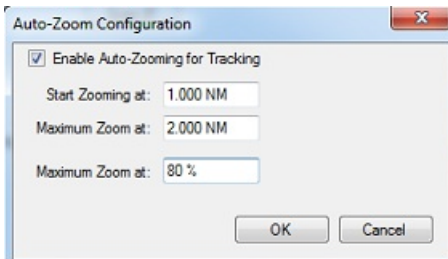 Auto-Zoom Configuration
Enable Auto-Zooming for Tracking
Start Zooming at: 1.000 NM
Maximum Zoom at: 2.000 NM
Maximum Zoom at: 80 %
OK Cancel